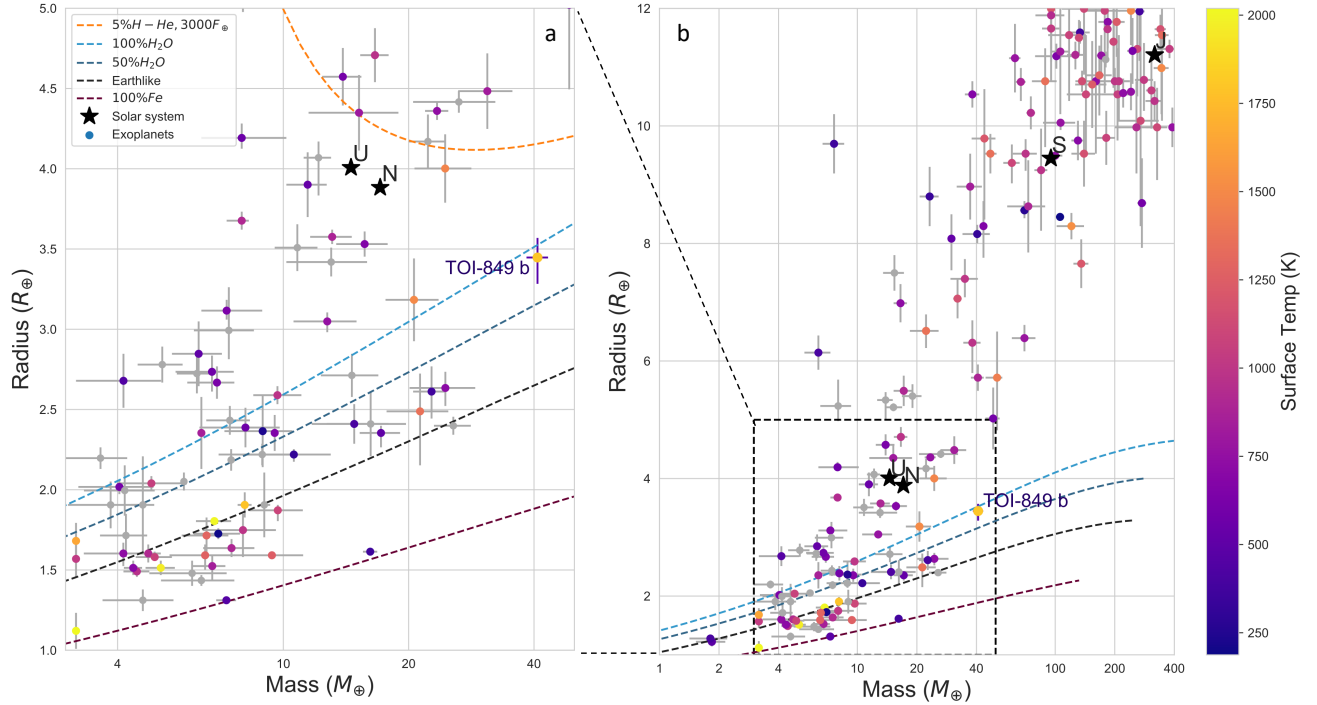 5%H − He, 3000F⊕
100%H₂O
50%H₂O
Earthlike
100%Fe
Solar system
Exoplanets
a
U
N
TOI-849 b
5.0
4.5
4.0
3.5
3.0
2.5
2.0
1.5
1.0
Radius (R⊕)
4
10
20
40
Mass (M⊕)
b
J
S
U
N
TOI-849 b
12
10
8
6
4
2
Radius (R⊕)
1
2
4
10
20
40
100
200
400
Mass (M⊕)
2000
1750
1500
1250
1000
750
500
250
Surface Temp (K)